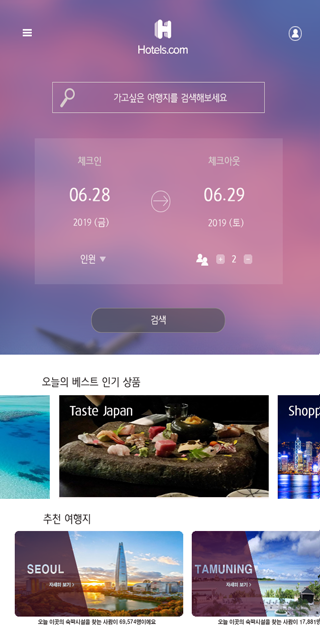 Hotels.com
가고싶은 여행지를 검색해보세요
체크인
체크아웃
06.28
06.29
2019 (금)
2019 (토)
인원
2
검색
오늘의 베스트 인기 상품
Taste Japan
Shopp
추천 여행지
SEOUL
자세히 보기 >
TAMUNING
자세히 보기 >
오늘 이곳의 숙박시설을 찾는 사람이 69,574명이에요
오늘 이곳의 숙박시설을 찾는 사람이 17,881명